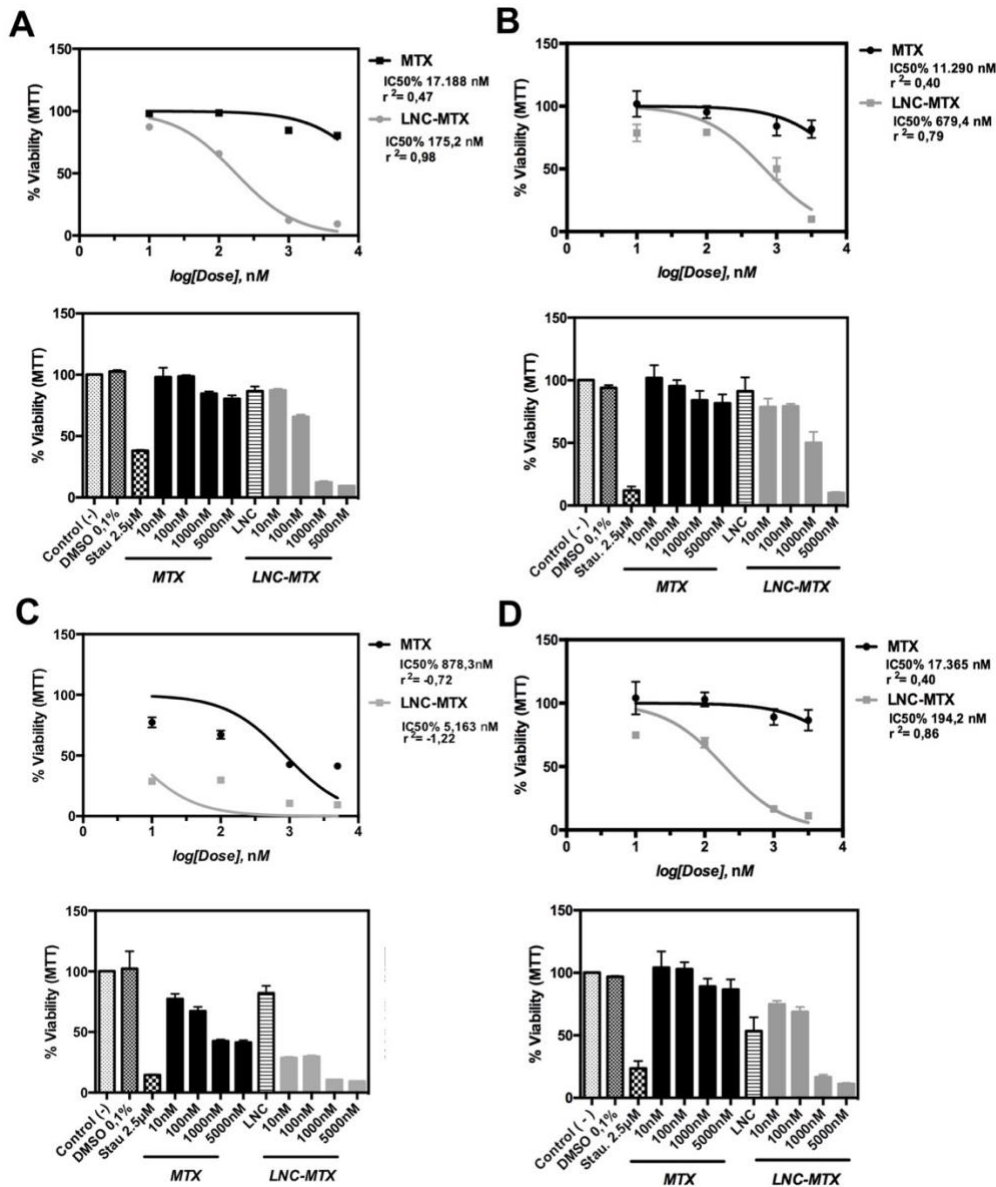 A
150
100
50
0
% Viability (MTT)
0 1 2 3 4
log[Dose], nM
MTX
IC50% 17.188 nM
r²= 0,47
LNC-MTX
IC50% 175,2 nM
r²= 0,98
150
100
50
0
% Viability (MTT)
Control (-)
DMSO 0,1%
Stau 2.5µM
10nM
100nM
1000nM
5000nM
LNC
10nM
100nM
1000nM
5000nM
MTX
LNC-MTX
B
150
100
50
0
% Viability (MTT)
0 1 2 3 4
log[Dose], nM
MTX
IC50% 11.290 nM
r²= 0,40
LNC-MTX
IC50% 679,4 nM
r²= 0,79
150
100
50
0
% Viability (MTT)
Control (-)
DMSO 0,1%
Stau. 2.5µM
10nM
100nM
1000nM
5000nM
LNC
10nM
100nM
1000nM
5000nM
MTX
LNC-MTX
C
150
100
50
0
% Viability (MTT)
0 1 2 3 4
log[Dose], nM
MTX
IC50% 878,3nM
r² -0,72
LNC-MTX
IC50% 5,163 nM
r²= -1,22
150
100
50
0
% Viability (MTT)
Control (-)
DMSO 0,1%
Stau 2.5µM
10nM
100nM
1000nM
5000nM
LNC
10nM
100nM
1000nM
5000nM
MTX
LNC-MTX
D
150
100
50
0
% Viability (MTT)
0 1 2 3 4
log[Dose], nM
MTX
IC50% 17.365 nM
r²= 0,40
LNC-MTX
IC50% 194,2 nM
r²= 0,86
150
100
50
0
% Viability (MTT)
Control (-)
DMSO 0,1%
Stau. 2.5µM
10nM
100nM
1000nM
5000nM
LNC
10nM
100nM
1000nM
5000nM
MTX
LNC-MTX